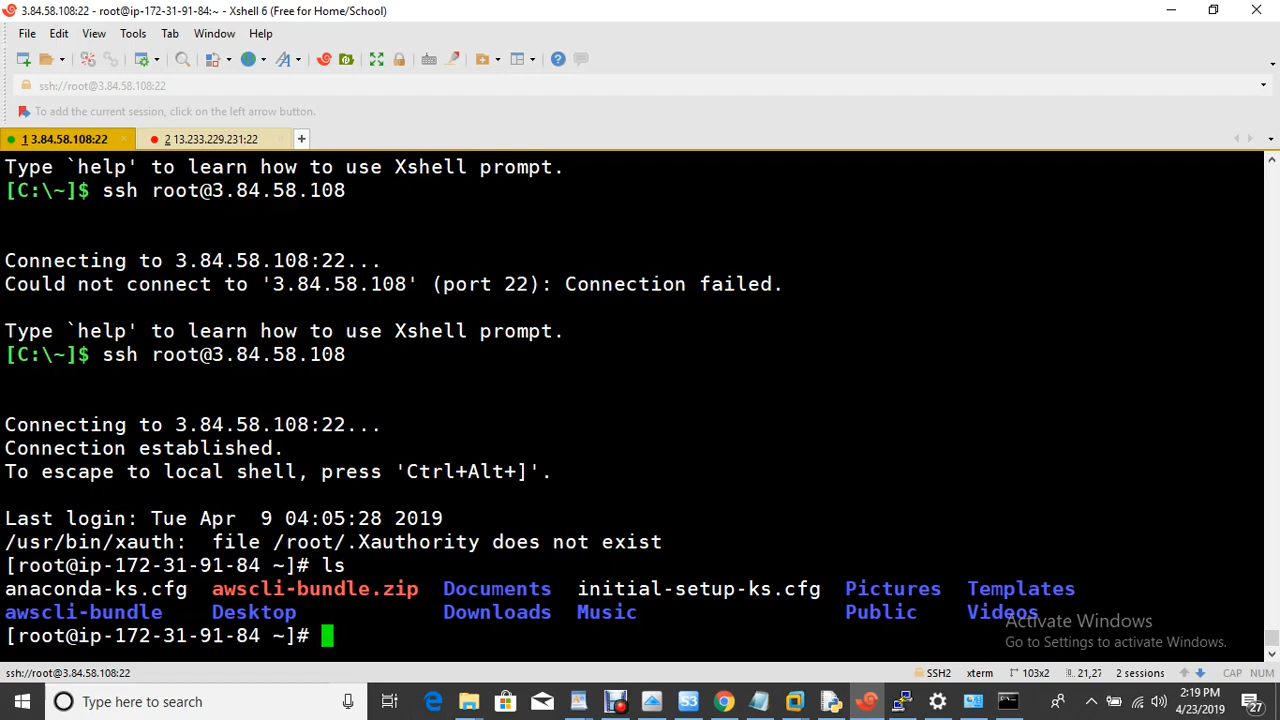 3.84.58.108:22 - root@ip-172-31-91-84:~ - Xshell 6 (Free for Home/School)
File Edit View Tools Tab Window Help
ssh://root@3.84.58.108:22
To add the current session, click on the left arrow button.
1 3.84.58.108:22 2 13.233.229.231:22
Type `help' to learn how to use Xshell prompt.
[C:\~]$ ssh root@3.84.58.108
Connecting to 3.84.58.108:22...
Could not connect to '3.84.58.108' (port 22): Connection failed.
Type `help' to learn how to use Xshell prompt.
[C:\~]$ ssh root@3.84.58.108
Connecting to 3.84.58.108:22...
Connection established.
To escape to local shell, press 'Ctrl+Alt+]'.
Last login: Tue Apr  9 04:05:28 2019
/usr/bin/xauth:  file /root/.Xauthority does not exist
[root@ip-172-31-91-84 ~]# ls
anaconda-ks.cfg  awscli-bundle.zip  Documents  initial-setup-ks.cfg  Pictures  Templates
awscli-bundle    Desktop            Downloads  Music                 Public    Videos
[root@ip-172-31-91-84 ~]#
Activate Windows
Go to Settings to activate Windows.
ssh://root@3.84.58.108:22 SSH2 xterm 103x2 21,27 2 sessions CAP NUM
Type here to search
S3
2:19 PM
4/23/2019
27